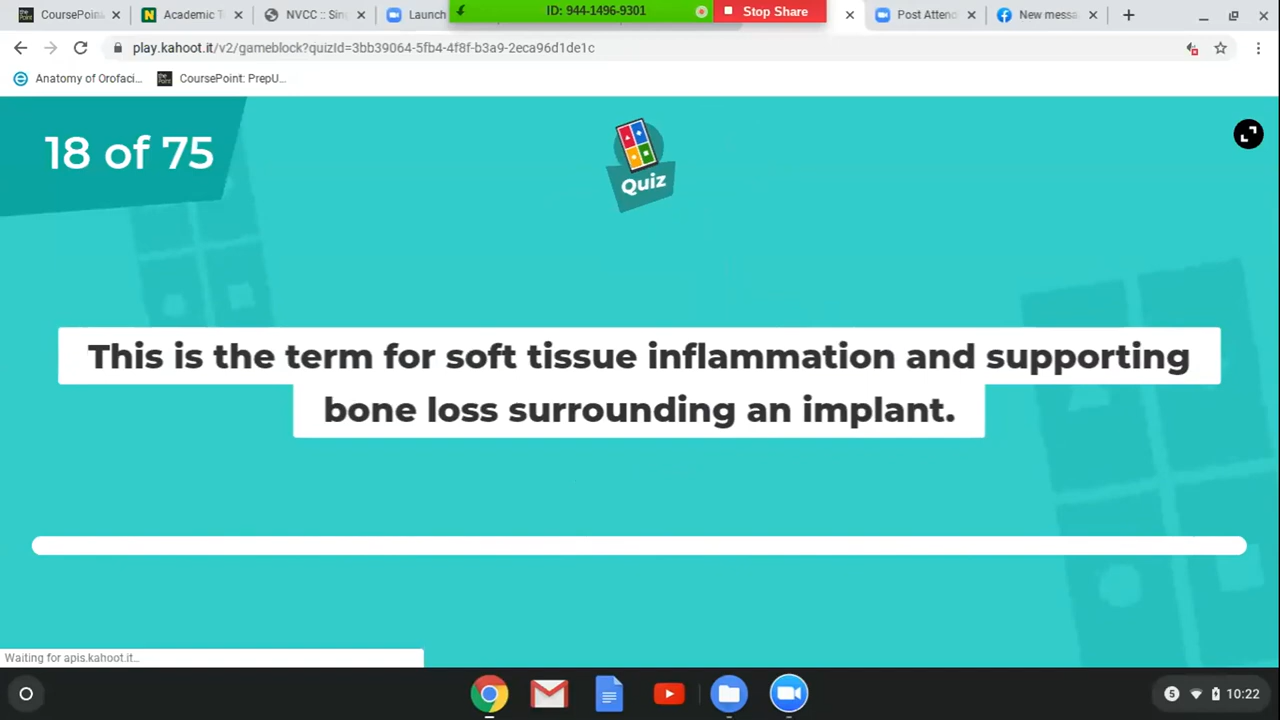 CoursePoint
Academic T
NVCC :: Sin
Launch
ID: 944-1496-9301
Stop Share
Post Atteno
New messa
play.kahoot.it/v2/gameblock?quizId=3bb39064-5fb4-4f8f-b3a9-2eca96d1de1c
Anatomy of Orofaci...
CoursePoint: PrepU...
18 of 75
Quiz
This is the term for soft tissue inflammation and supporting
bone loss surrounding an implant.
Waiting for apis.kahoot.it...
5
10:22